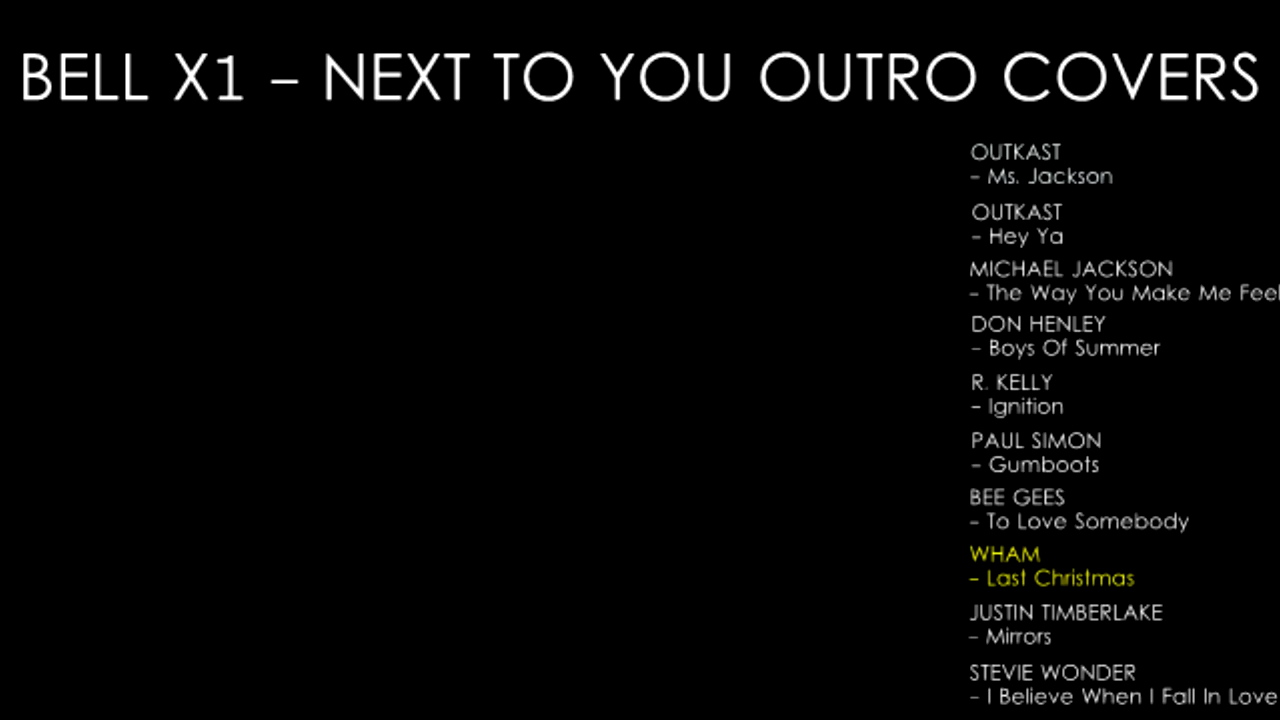 BELL X1 – NEXT TO YOU OUTRO COVERS
OUTKAST
- Ms. Jackson
OUTKAST
- Hey Ya
MICHAEL JACKSON
- The Way You Make Me Feel
DON HENLEY
- Boys Of Summer
R. KELLY
- Ignition
PAUL SIMON
- Gumboots
BEE GEES
- To Love Somebody
WHAM
- Last Christmas
JUSTIN TIMBERLAKE
- Mirrors
STEVIE WONDER
- I Believe When I Fall In Love